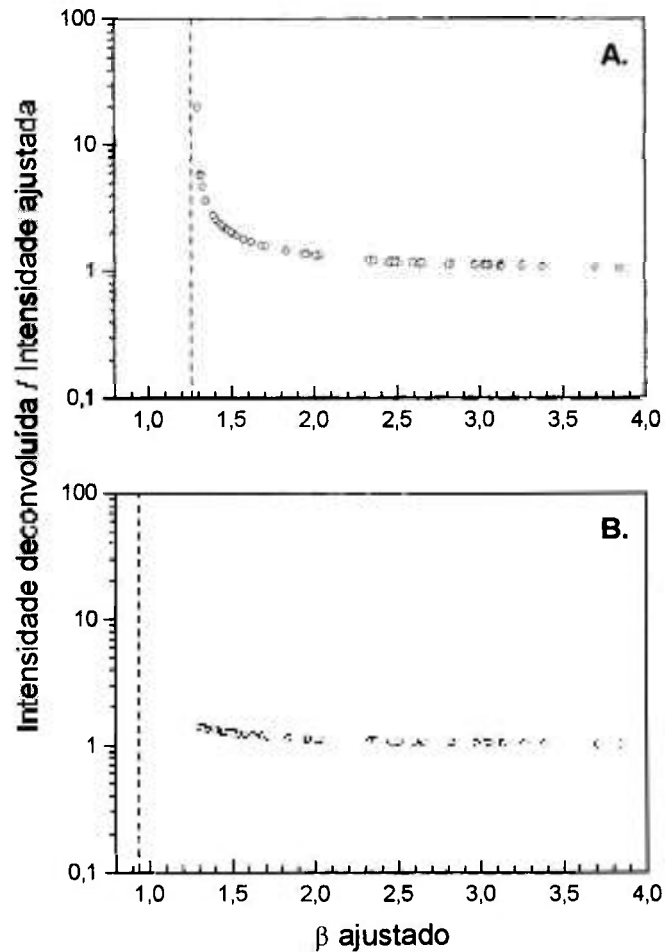 Intensidade deconvoluída / Intensidade ajustada
A.
100
10
1
0,1
1,0 1,5 2,0 2,5 3,0 3,5 4,0
B.
100
10
1
0,1
1,0 1,5 2,0 2,5 3,0 3,5 4,0
β ajustado